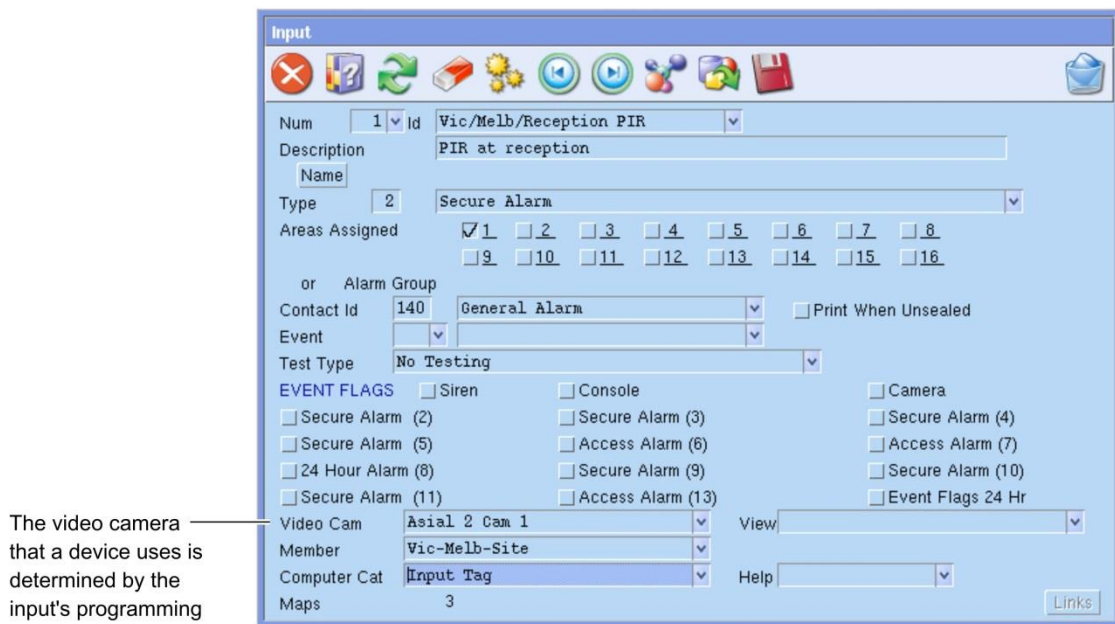 Input
Num 1 Id Vic/Melb/Reception PIR
Description PIR at reception
Name
Type 2 Secure Alarm
Areas Assigned 1 2 3 4 5 6 7 8
9 10 11 12 13 14 15 16
or Alarm Group
Contact Id 140 General Alarm Print When Unsealed
Event
Test Type No Testing
EVENT FLAGS Siren Console Camera
Secure Alarm (2) Secure Alarm (3) Secure Alarm (4)
Secure Alarm (5) Access Alarm (6) Access Alarm (7)
24 Hour Alarm (8) Secure Alarm (9) Secure Alarm (10)
Secure Alarm (11) Access Alarm (13) Event Flags 24 Hr
Video Cam Asial 2 Cam 1 View
Member Vic-Melb-Site
Computer Cat Input Tag Help
Maps 3 Links
The video camera
that a device uses is
determined by the
input's programming